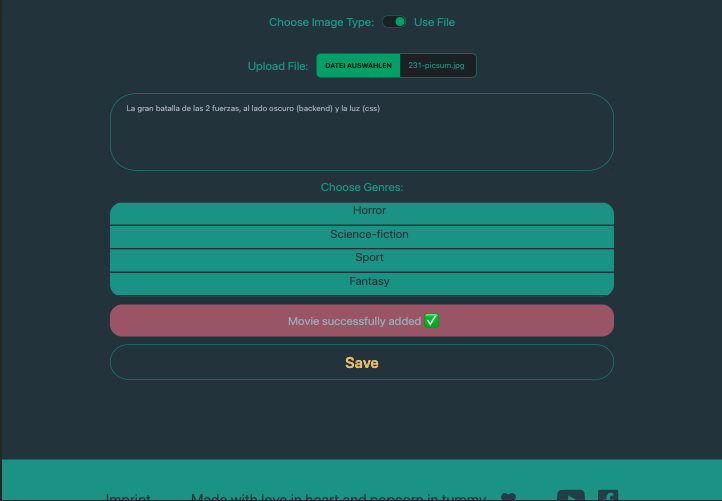 Choose Image Type: Use File
Upload File: DATEI AUSWÄHLEN 231-picsum.jpg
La gran batalla de las 2 fuerzas, al lado oscuro (backend) y la luz (css)
Choose Genres:
Horror
Science-fiction
Sport
Fantasy
Movie successfully added ✅
Save
Imprint Made with love in heart and popcorn in tummy